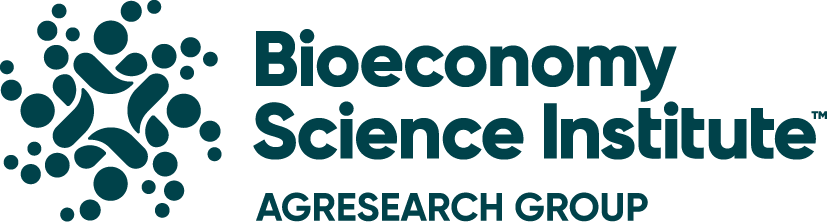 Bioeconomy
Science Institute™
AGRESEARCH GROUP